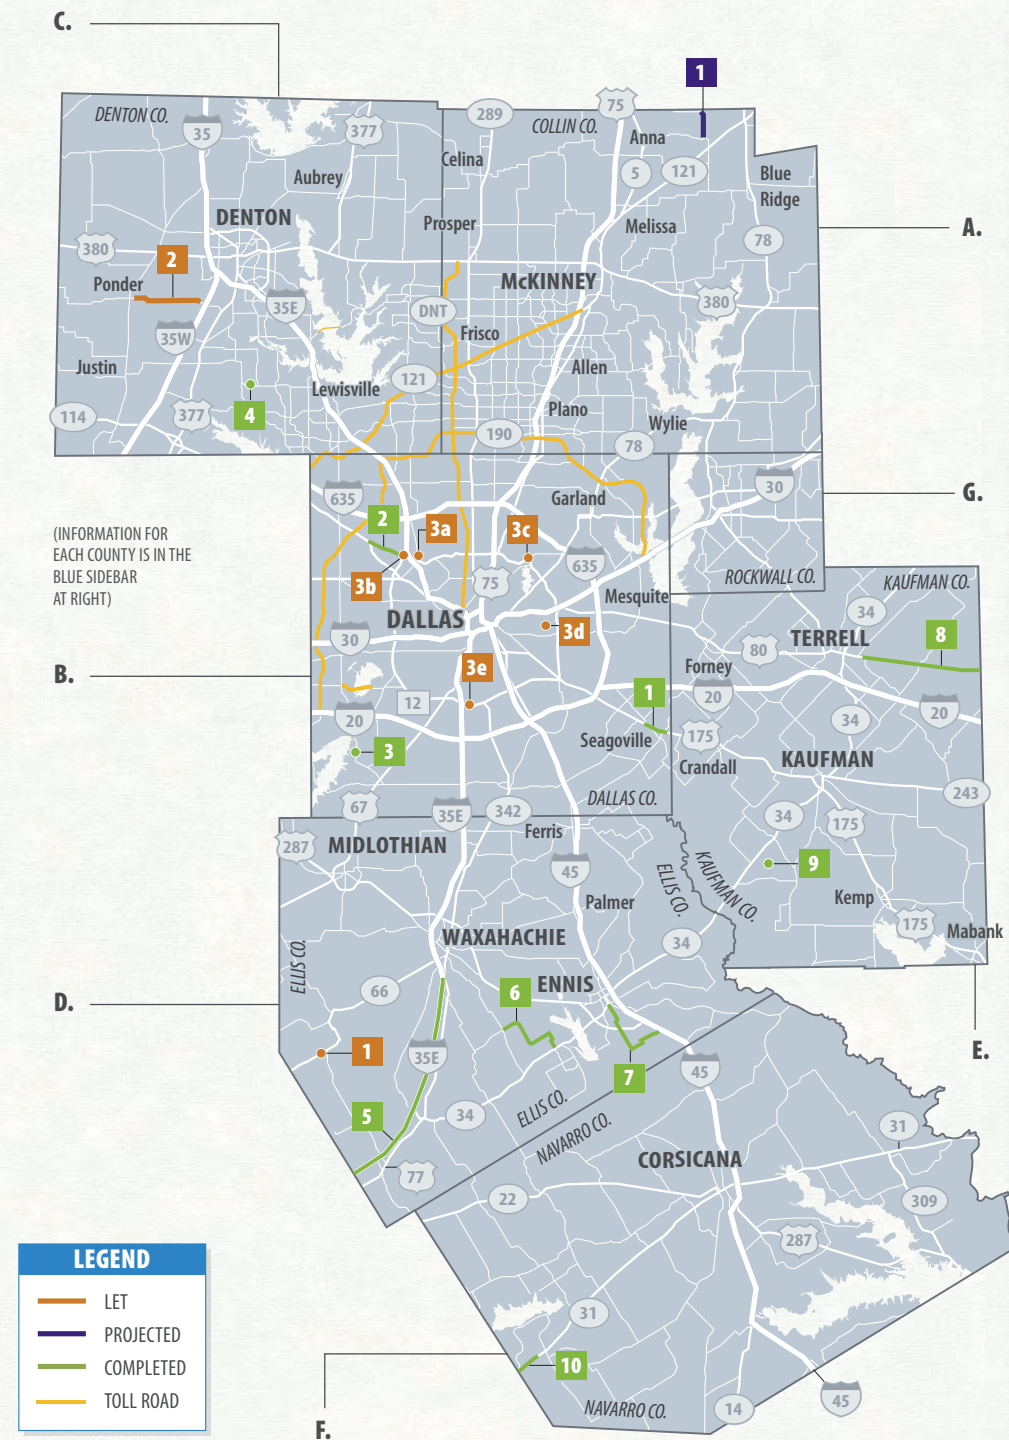 C.
1
DENTON CO.
35
377
289
75
COLLIN CO.
Anna
Celina
5
121
Blue
Ridge
Aubrey
DENTON
Prosper
Melissa
A.
78
380
2
McKINNEY
Ponder
35E
DNT
380
35W
Frisco
Justin
Allen
Lewisville
121
4
377
114
Plano
Wylie
190
78
30
G.
635
Garland
2
3a
3c
(INFORMATION FOR
EACH COUNTY IS IN THE
BLUE SIDEBAR
AT RIGHT)
3b
75
635
ROCKWALL CO.
KAUFMAN CO.
Mesquite
34
DALLAS
3d
TERRELL
8
30
80
B.
3e
Forney
1
20
12
20
20
34
Seagoville
175
3
Crandall
KAUFMAN
67
35E
342
DALLAS CO.
243
287
MIDLOTHIAN
Ferris
34
175
45
ELLIS CO.
KAUFMAN CO.
9
Palmer
Kemp
175
Mabank
34
WAXAHACHIE
ELLIS CO.
66
6
ENNIS
D.
1
35E
7
45
E.
5
34
ELLIS CO.
NAVARRO CO.
31
CORSICANA
77
22
309
287
LEGEND
LET
PROJECTED
COMPLETED
TOLL ROAD
31
10
NAVARRO CO.
14
45
F.